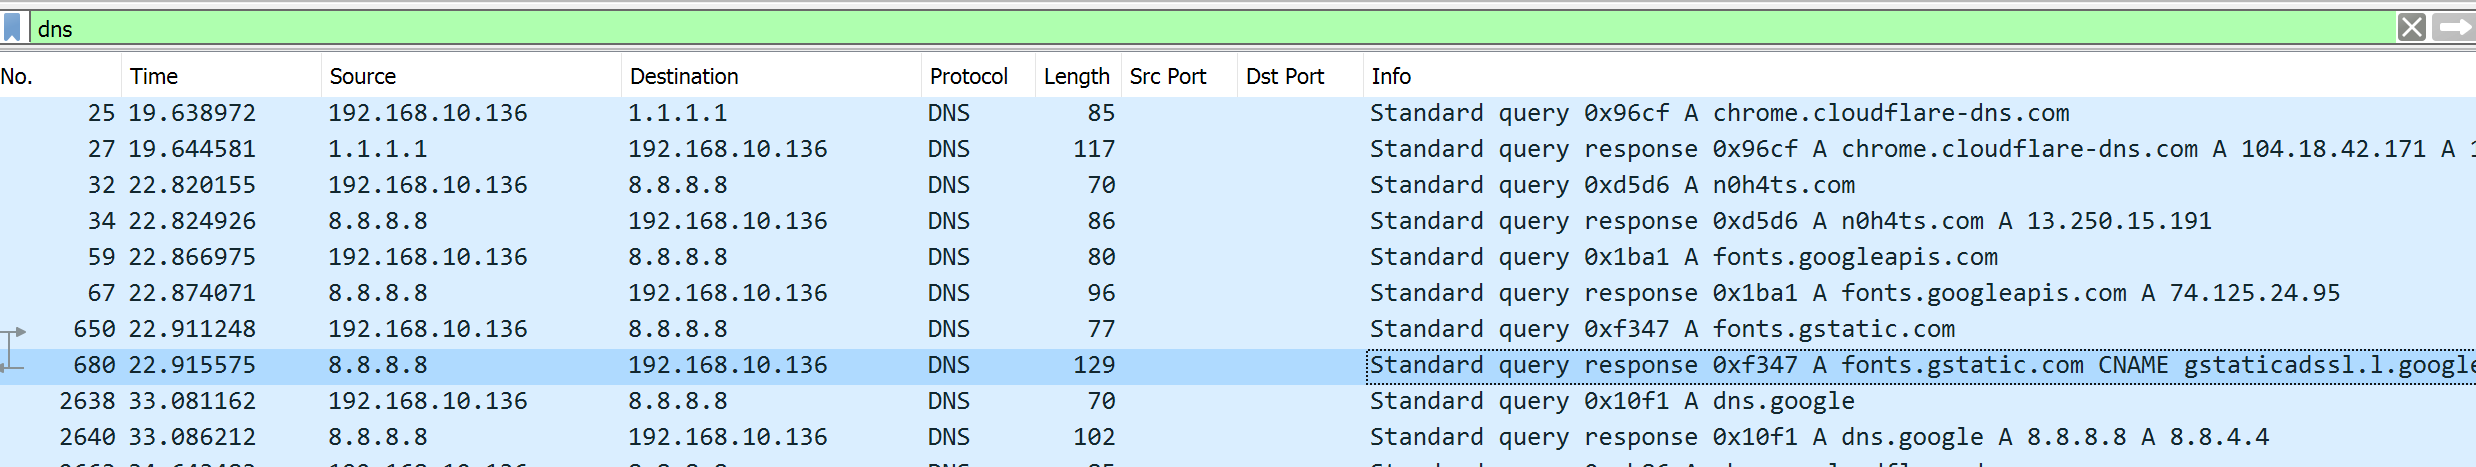 dns
No. Time Source Destination Protocol Length Src Port Dst Port Info
25 19.638972 192.168.10.136 1.1.1.1 DNS 85 Standard query 0x96cf A chrome.cloudflare-dns.com
27 19.644581 1.1.1.1 192.168.10.136 DNS 117 Standard query response 0x96cf A chrome.cloudflare-dns.com A 104.18.42.171 A 1
32 22.820155 192.168.10.136 8.8.8.8 DNS 70 Standard query 0xd5d6 A n0h4ts.com
34 22.824926 8.8.8.8 192.168.10.136 DNS 86 Standard query response 0xd5d6 A n0h4ts.com A 13.250.15.191
59 22.866975 192.168.10.136 8.8.8.8 DNS 80 Standard query 0x1ba1 A fonts.googleapis.com
67 22.874071 8.8.8.8 192.168.10.136 DNS 96 Standard query response 0x1ba1 A fonts.googleapis.com A 74.125.24.95
650 22.911248 192.168.10.136 8.8.8.8 DNS 77 Standard query 0xf347 A fonts.gstatic.com
680 22.915575 8.8.8.8 192.168.10.136 DNS 129 Standard query response 0xf347 A fonts.gstatic.com CNAME gstaticadssl.l.google
2638 33.081162 192.168.10.136 8.8.8.8 DNS 70 Standard query 0x10f1 A dns.google
2640 33.086212 8.8.8.8 192.168.10.136 DNS 102 Standard query response 0x10f1 A dns.google A 8.8.8.8 A 8.8.4.4